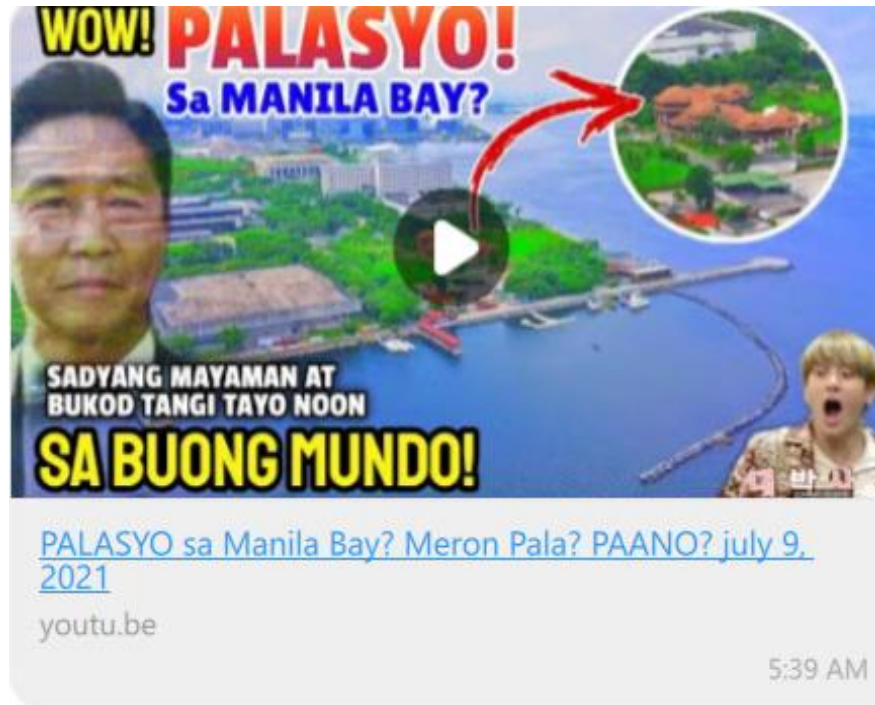 WOW! PALASYO!
Sa MANILA BAY?
SADYANG MAYAMAN AT
BUKOD TANGI TAYO NOON
SA BUONG MUNDO!
PALASYO sa Manila Bay? Meron Pala? PAANO? july 9,
2021
youtu.be
5:39 AM